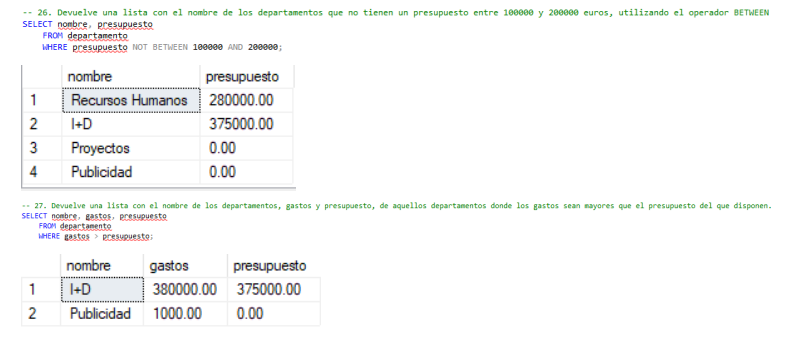 -- 26. Devuelve una lista con el nombre de los departamentos que no tienen un presupuesto entre 100000 y 200000 euros, utilizando el operador BETWEEN
SELECT nombre, presupuesto
FROM departamento
WHERE presupuesto NOT BETWEEN 100000 AND 200000;
nombre presupuesto
1 Recursos Humanos 280000.00
2 I+D 375000.00
3 Proyectos 0.00
4 Publicidad 0.00
-- 27. Devuelve una lista con el nombre de los departamentos, gastos y presupuesto, de aquellos departamentos donde los gastos sean mayores que el presupuesto del que disponen.
SELECT nombre, gastos, presupuesto
FROM departamento
WHERE gastos > presupuesto;
nombre gastos presupuesto
1 I+D 380000.00 375000.00
2 Publicidad 1000.00 0.00